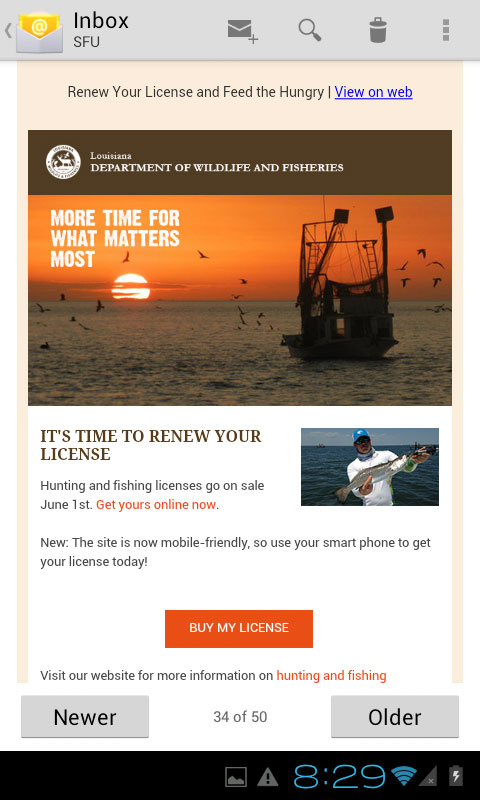 Inbox
SFU
Renew Your License and Feed the Hungry | View on web
Louisiana
DEPARTMENT OF WILDLIFE AND FISHERIES
MORE TIME FOR
WHAT MATTERS
MOST
IT'S TIME TO RENEW YOUR
LICENSE
Hunting and fishing licenses go on sale
June 1st. Get yours online now.
New: The site is now mobile-friendly, so use your smart phone to get
your license today!
BUY MY LICENSE
Visit our website for more information on hunting and fishing
Newer
34 of 50
Older
8:29